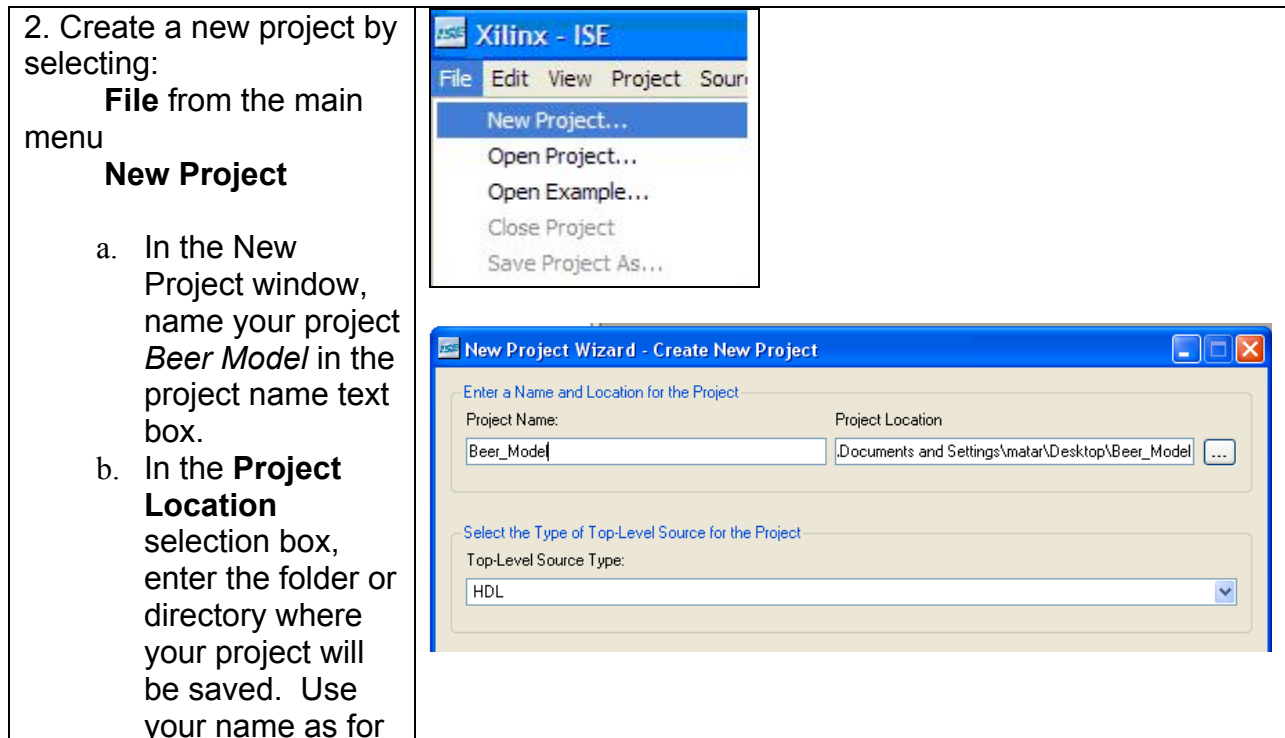 2. Create a new project by
selecting:
File from the main
menu
New Project
a. In the New
Project window,
name your project
Beer Model in the
project name text
box.
b. In the Project
Location
selection box,
enter the folder or
directory where
your project will
be saved. Use
your name as for
ISE Xilinx - ISE
File Edit View Project Sour
New Project...
Open Project...
Open Example...
Close Project
Save Project As...
ISE New Project Wizard - Create New Project
Enter a Name and Location for the Project
Project Name:
Project Location
Beer_Model
.Documents and Settings\matar\Desktop\Beer_Model ...
Select the Type of Top-Level Source for the Project
Top-Level Source Type:
HDL